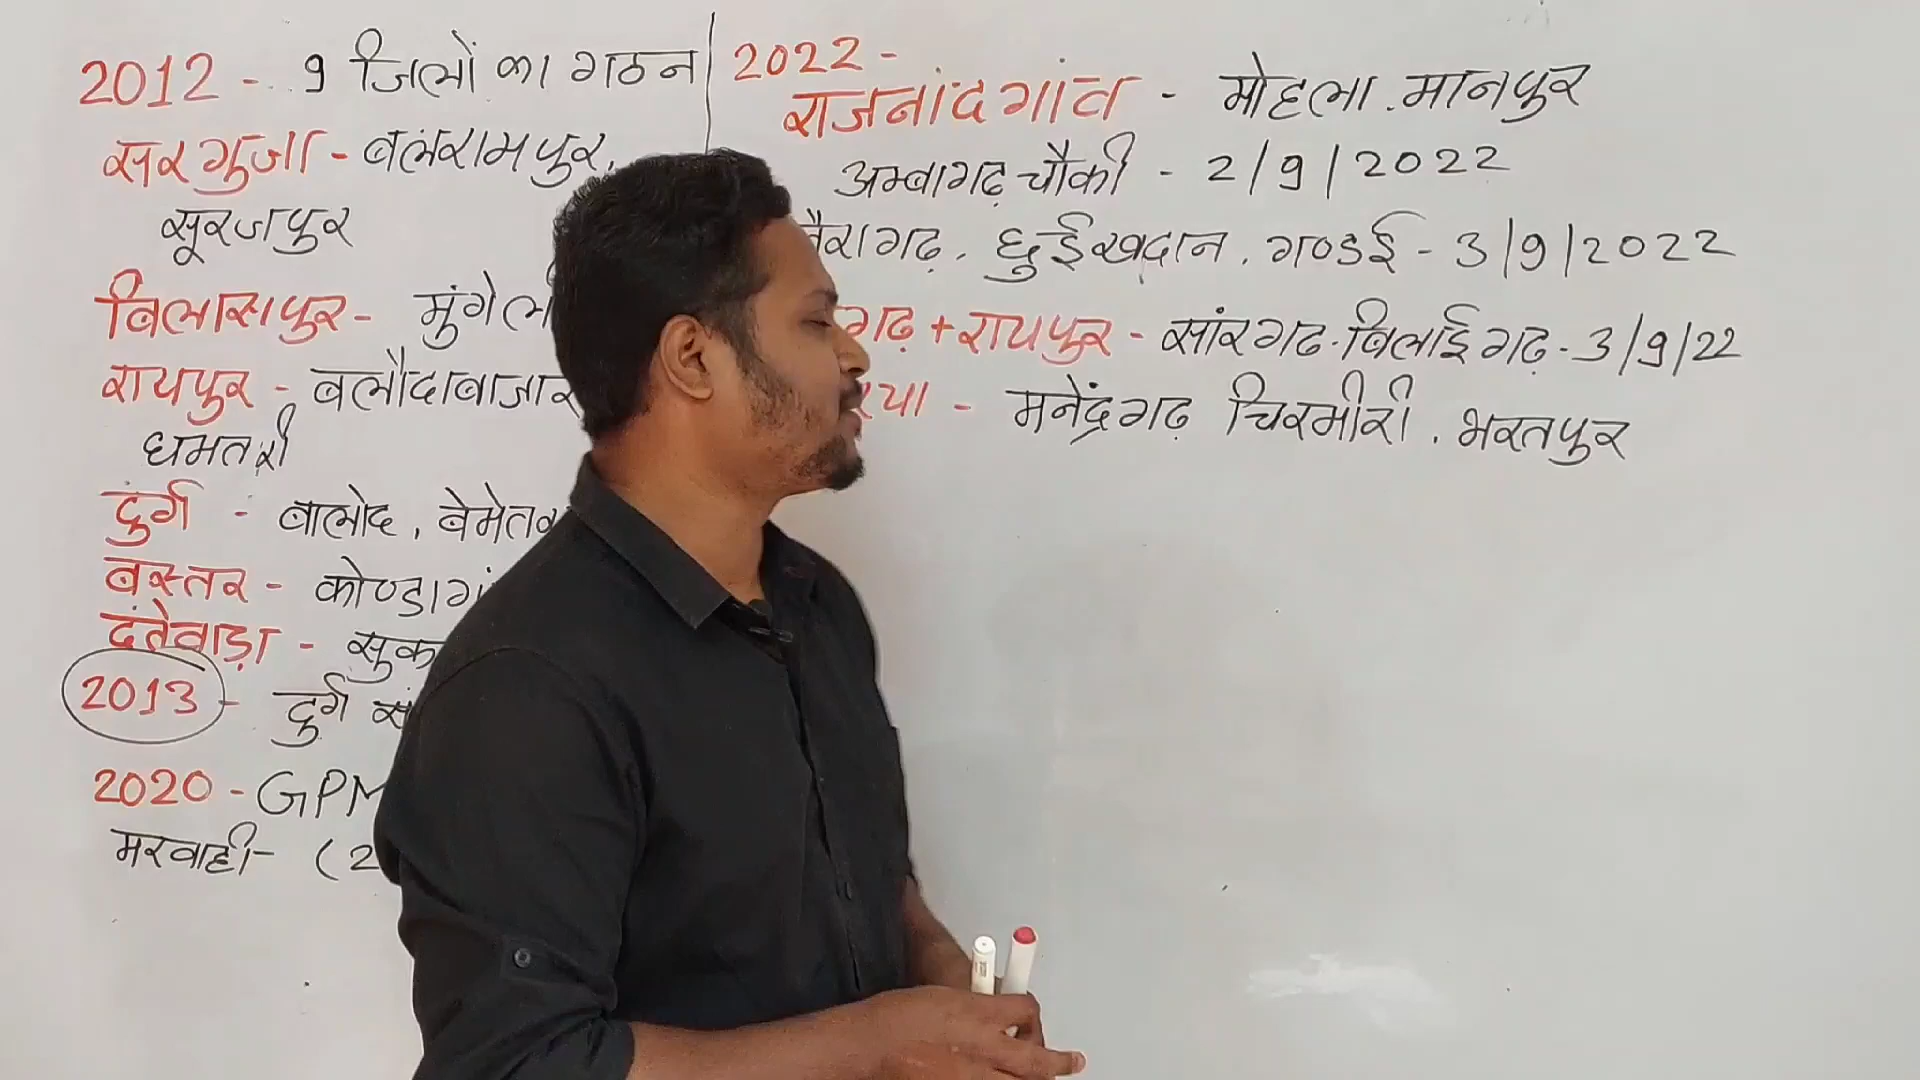 2012 - 9 जिलों का गठन
सरगुजा - बलरामपुर,
सूरजपुर
बिलासपुर - मुंगेल
रायपुर - बलौदाबाजार
धमतरी
दुर्ग - बालोद, बेमेत
बस्तर - कोण्डागां
दंतेवाड़ा - सुक
2013 - दुर्ग सं
2020 - GPM
मरवाही - (2
2022 -
राजनांदगांव - मोहला. मानपुर
अम्बागढ़ चौकी - 2/9/2022
रागढ़, छुईखदान, गण्डई - 3/9/2022
गढ़ + रायपुर - सांरगढ-बिलाईगढ़ - 3/9/22
रिया - मनेंद्रगढ़ चिरमीरी, भरतपुर